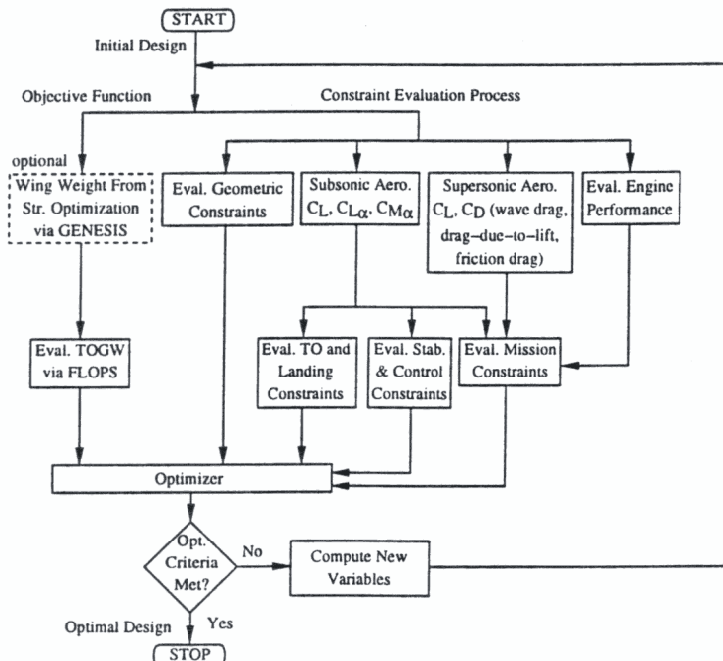 START
Initial Design
Objective Function
Constraint Evaluation Process
optional
Wing Weight From
Str. Optimization
via GENESIS
Eval. Geometric
Constraints
Subsonic Aero.
CL, CLα, CMα
Supersonic Aero.
CL, CD (wave drag,
drag-due-to-lift,
friction drag)
Eval. Engine
Performance
Eval. TOGW
via FLOPS
Eval. TO and
Landing
Constraints
Eval. Stab.
& Control
Constraints
Eval. Mission
Constraints
Optimizer
Opt.
Criteria
Met?
No
Compute New
Variables
Optimal Design
Yes
STOP